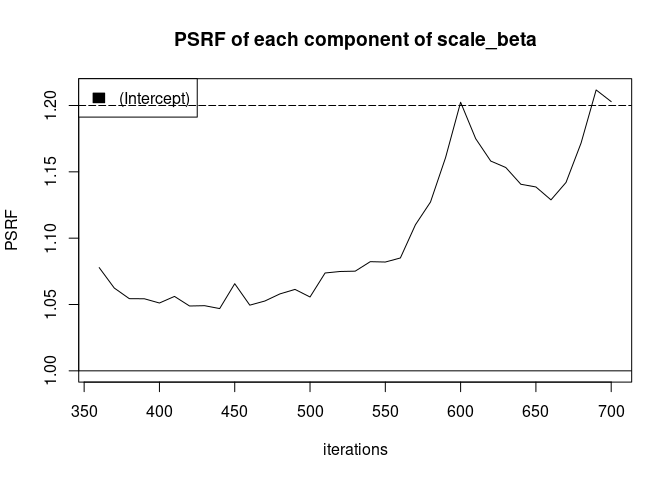 PSRF of each component of scale_beta
(Intercept)
PSRF
1.20
1.15
1.10
1.05
1.00
350 400 450 500 550 600 650 700
iterations